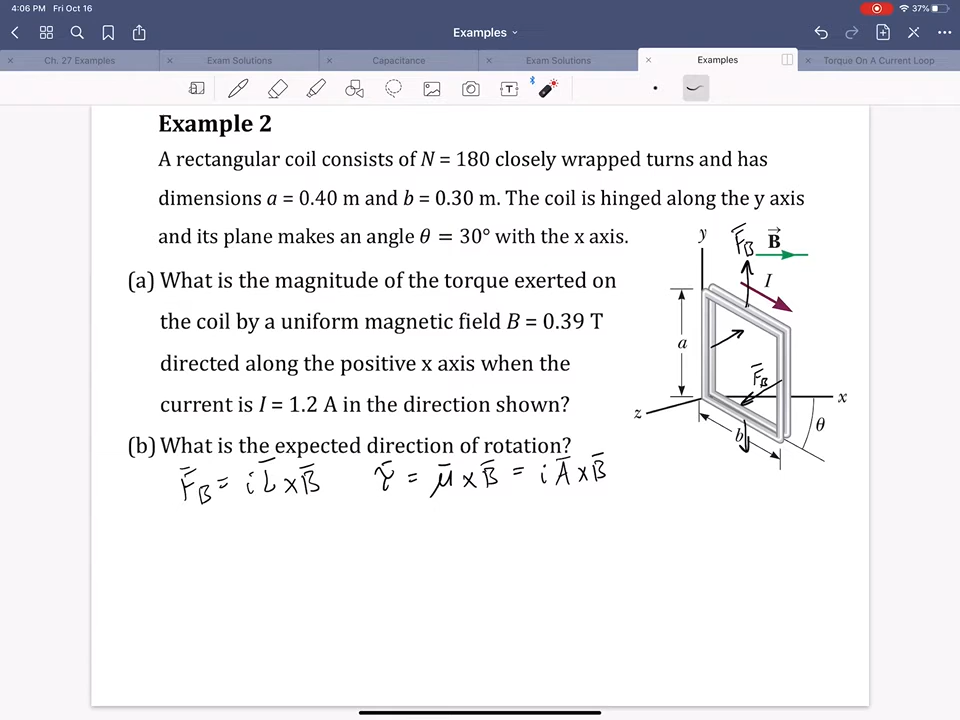 4:06 PM Fri Oct 16
37%
Examples
Ch. 27 Examples
Exam Solutions
Capacitance
Exam Solutions
Examples
Torque On A Current Loop
Example 2
A rectangular coil consists of N = 180 closely wrapped turns and has
dimensions a = 0.40 m and b = 0.30 m. The coil is hinged along the y axis
and its plane makes an angle θ = 30° with the x axis.
(a) What is the magnitude of the torque exerted on
the coil by a uniform magnetic field B = 0.39 T
directed along the positive x axis when the
current is I = 1.2 A in the direction shown?
(b) What is the expected direction of rotation?
y
F̄_B
B⃗
I
a
F̄_B
x
z
b
θ
F̄_B = i L̄ × B̄
τ̄ = μ̄ × B̄ = i Ā × B̄